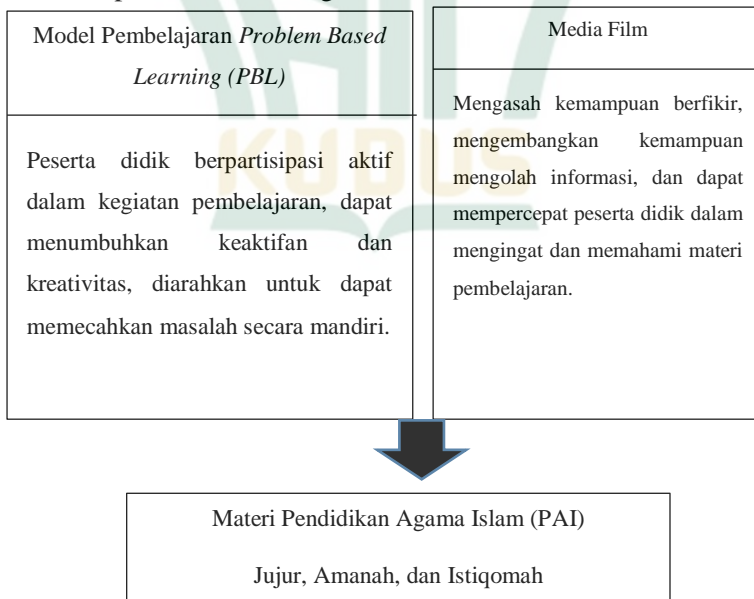 Model Pembelajaran Problem Based
Learning (PBL)
Peserta didik berpartisipasi aktif
dalam kegiatan pembelajaran, dapat
menumbuhkan keaktifan dan
kreativitas, diarahkan untuk dapat
memecahkan masalah secara mandiri.
Media Film
Mengasah kemampuan berfikir,
mengembangkan kemampuan
mengolah informasi, dan dapat
mempercepat peserta didik dalam
mengingat dan memahami materi
pembelajaran.
KUDUS
Materi Pendidikan Agama Islam (PAI)
Jujur, Amanah, dan Istiqomah